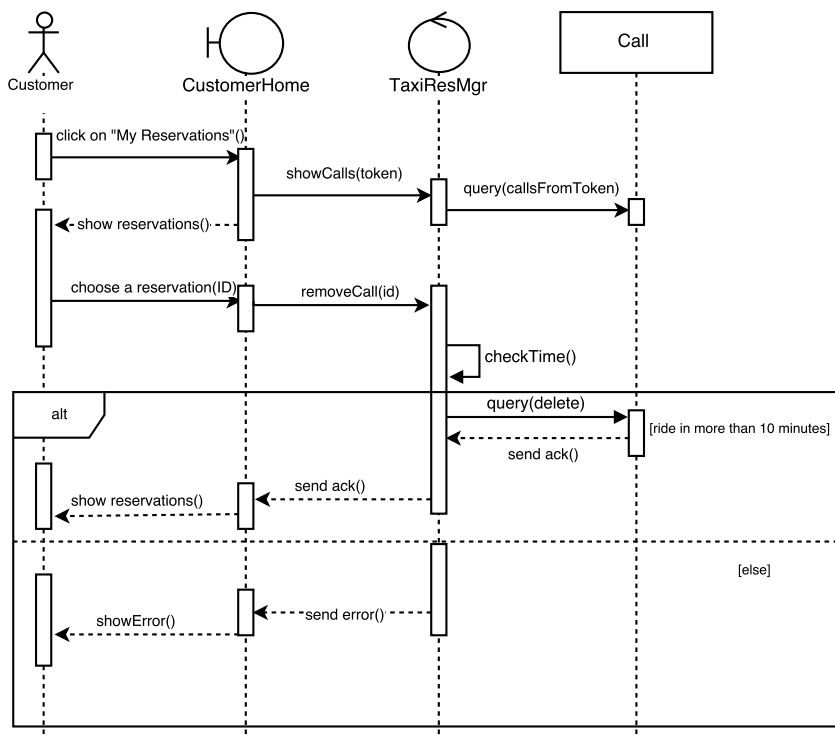 Call
Customer
CustomerHome
TaxiResMgr
click on "My Reservations"()
showCalls(token)
query(callsFromToken)
show reservations()
choose a reservation(ID)
removeCall(id)
checkTime()
alt
query(delete)
[ride in more than 10 minutes]
send ack()
send ack()
show reservations()
[else]
send error()
showError()